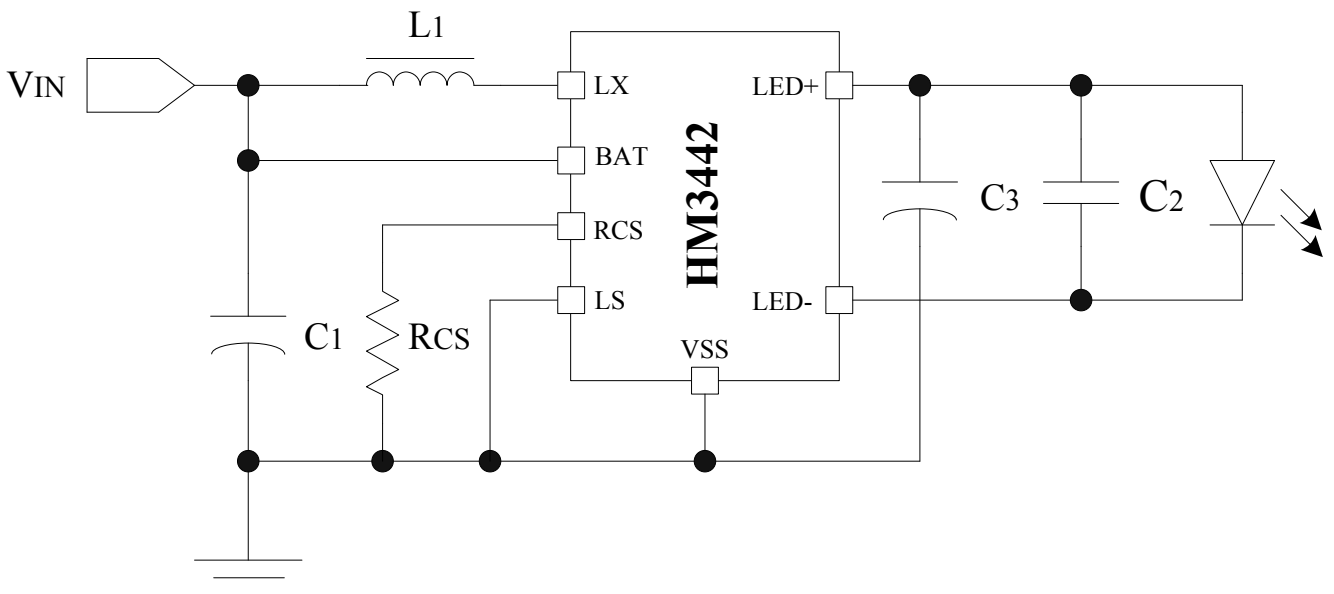 L1
VIN
LX
LED+
BAT
HM3442
C3
C2
RCS
LS
LED-
C1
RCS
VSS